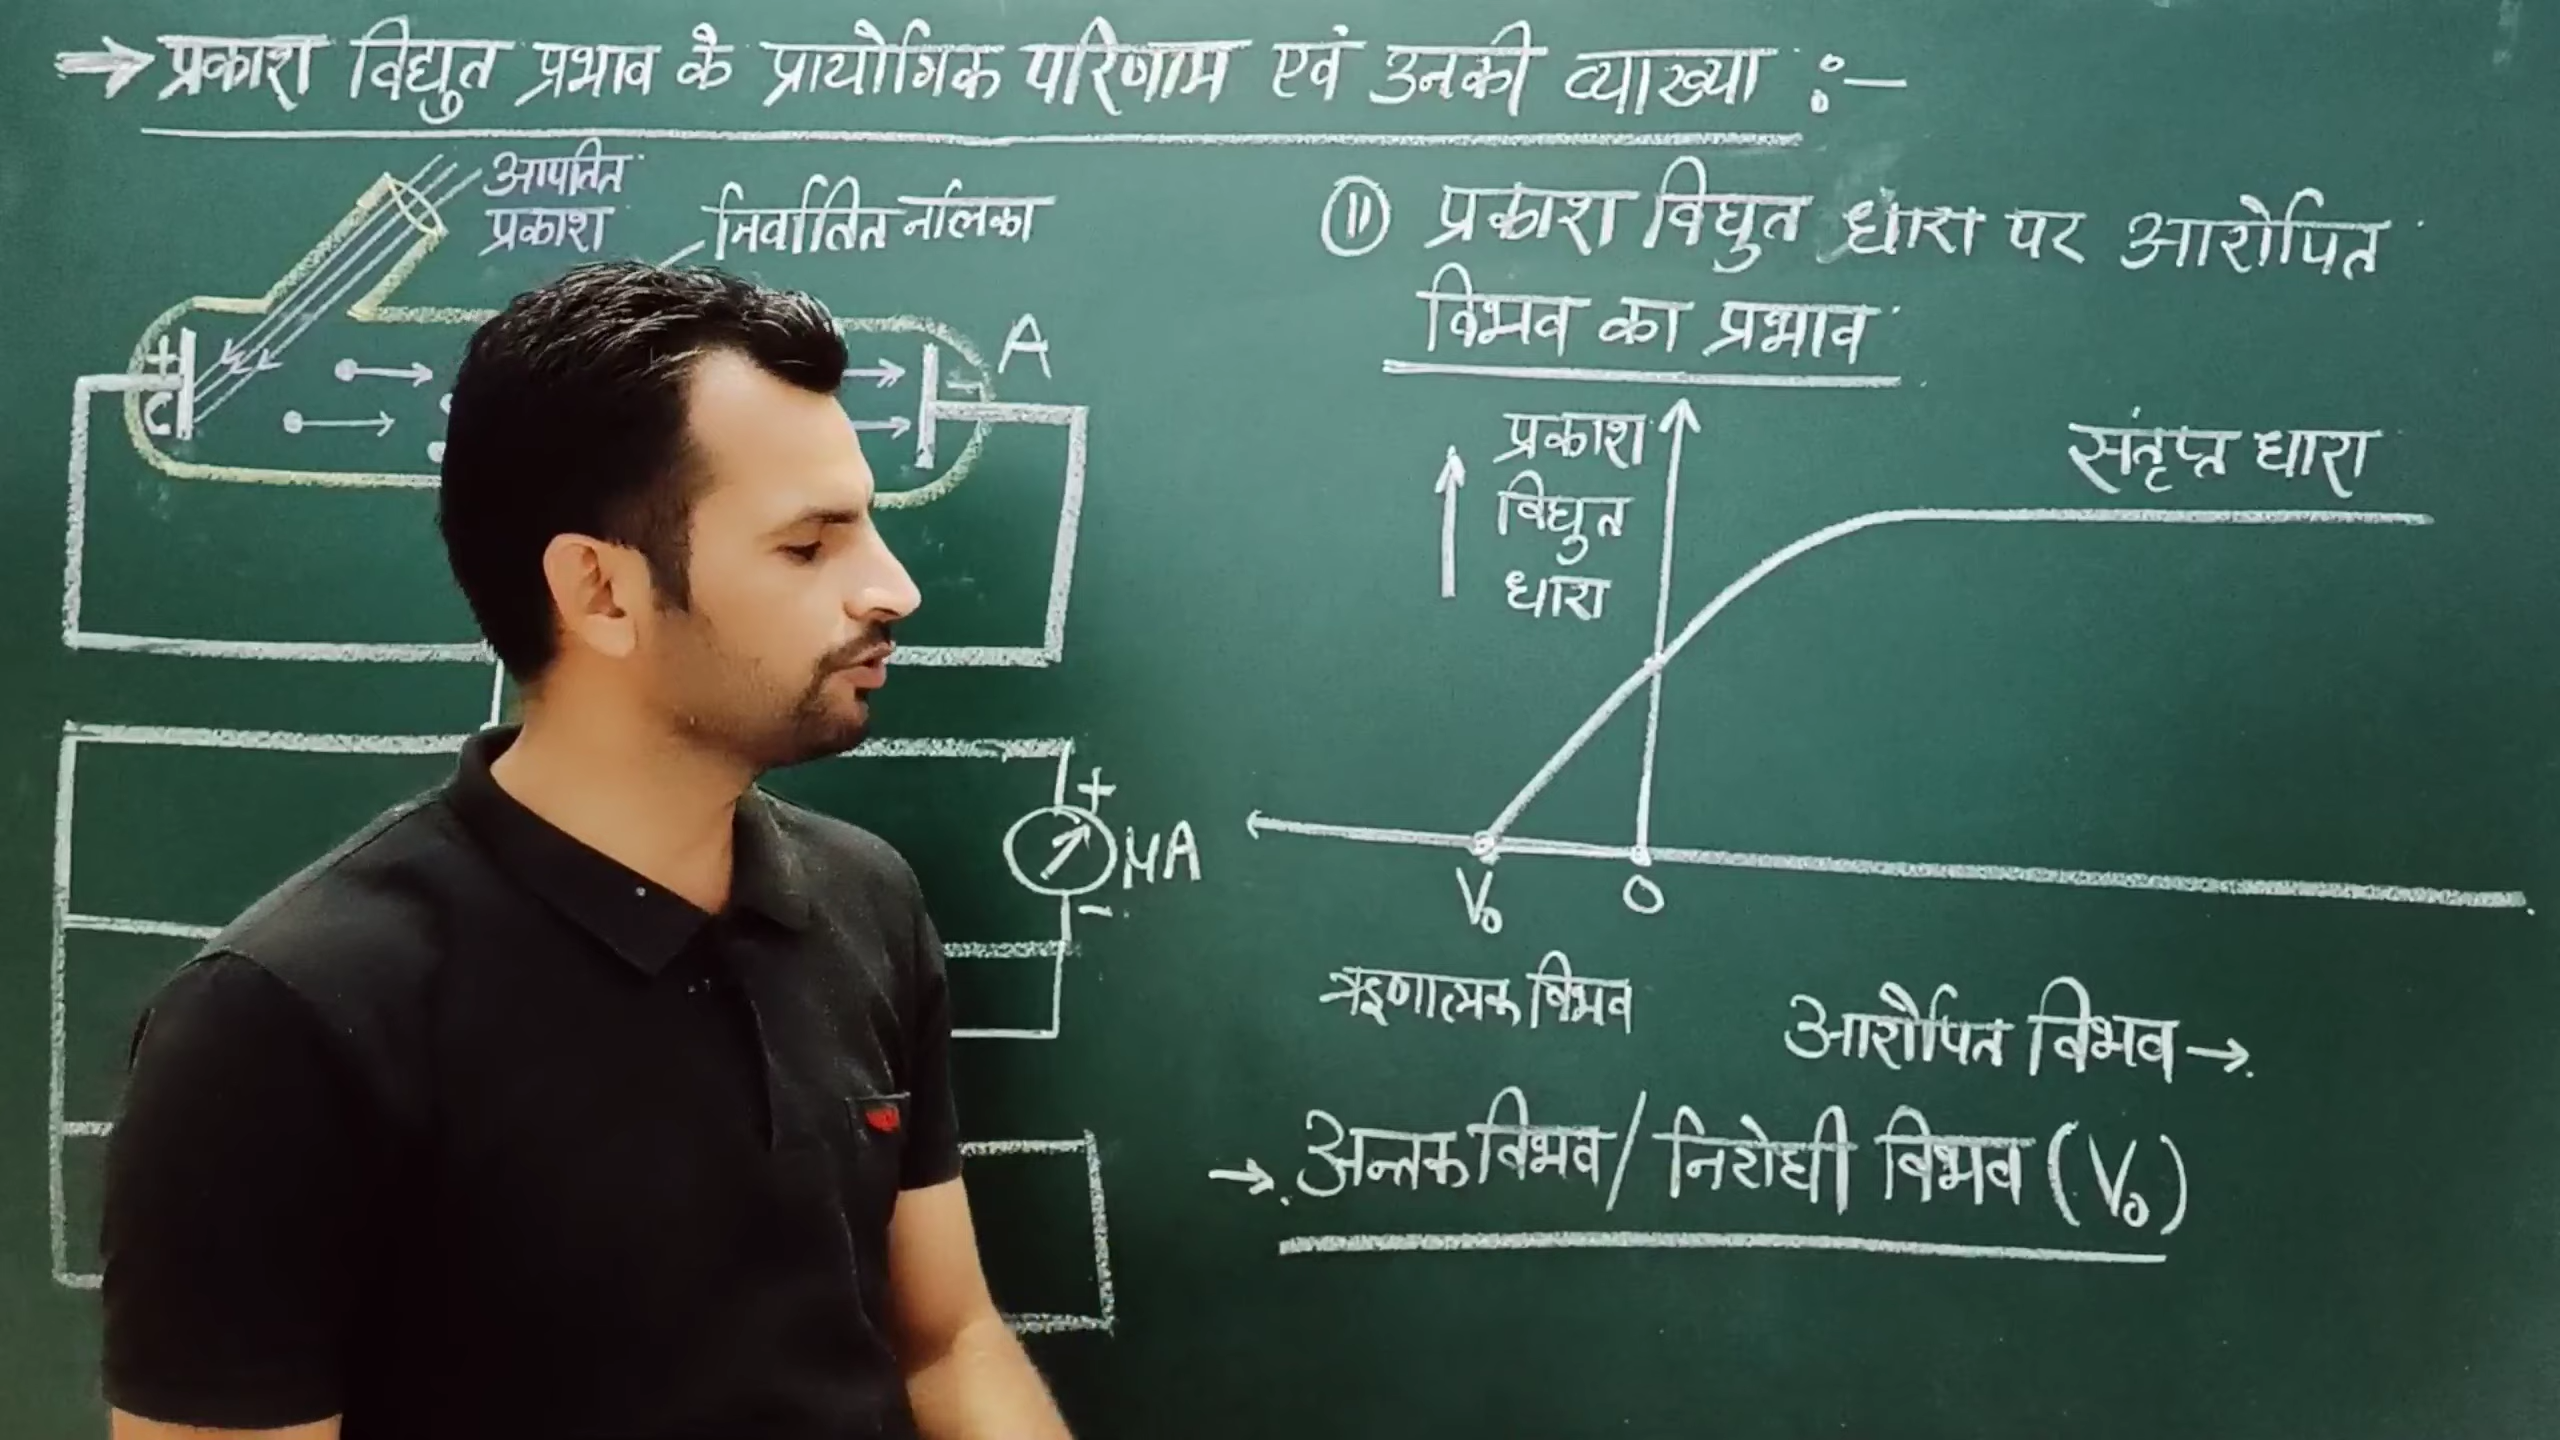 → प्रकाश विद्युत प्रभाव के प्रायोगिक परिणाम एवं उनकी व्याख्या :—
आपतित
प्रकाश
निर्वातित नलिका
+
C
-
A
+
μA
-
(ii) प्रकाश विद्युत धारा पर आरोपित
विभव का प्रभाव
प्रकाश
विद्युत
धारा
संतृप्त धारा
V₀ O
ऋणात्मक विभव
आरोपित विभव →
→ अन्तक विभव / निरोधी विभव (V₀)